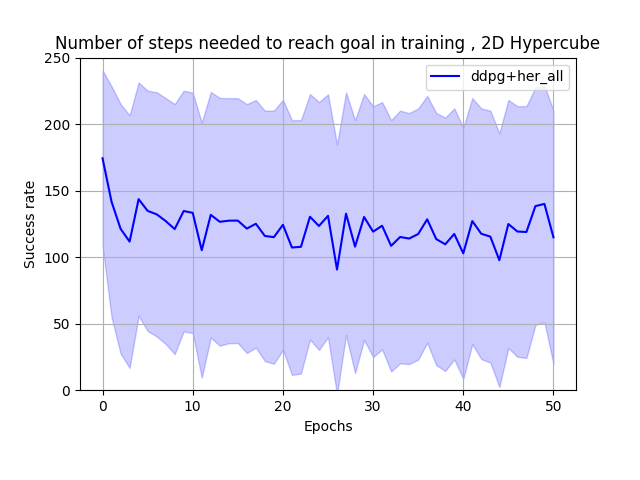 Number of steps needed to reach goal in training , 2D Hypercube
ddpg+her_all
250
200
150
100
50
0
Success rate
0 10 20 30 40 50
Epochs